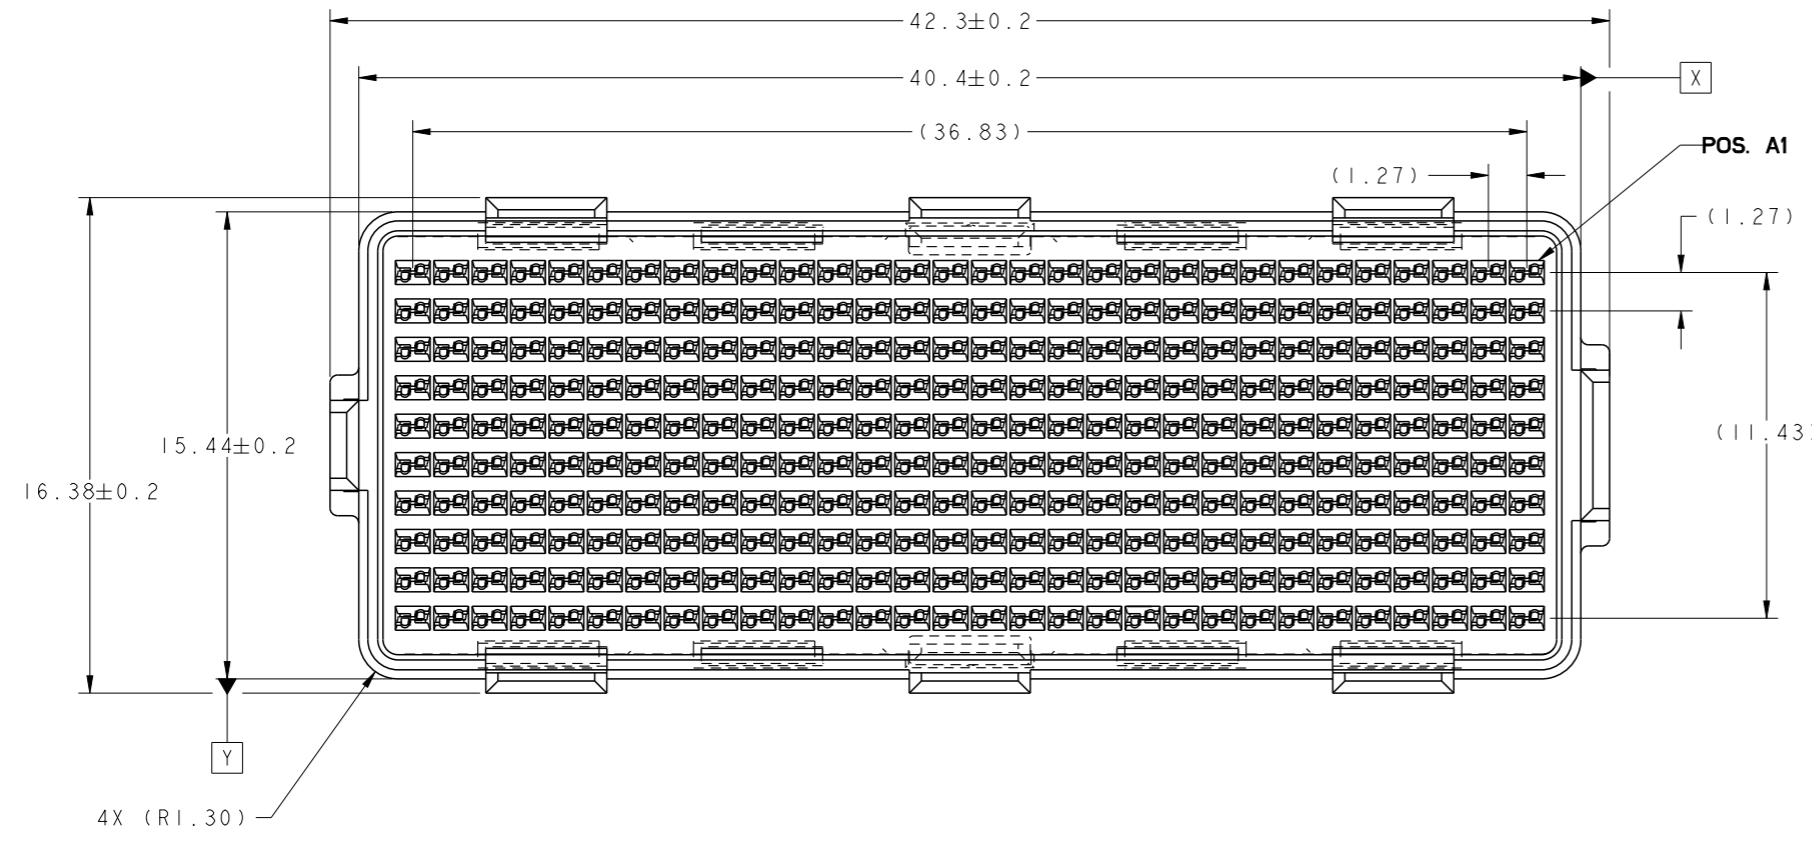 42.3±0.2
40.4±0.2
X
(36.83)
POS. A1
(1.27)
(1.27)
15.44±0.2
(11.43)
16.38±0.2
Y
4X (R1.30)